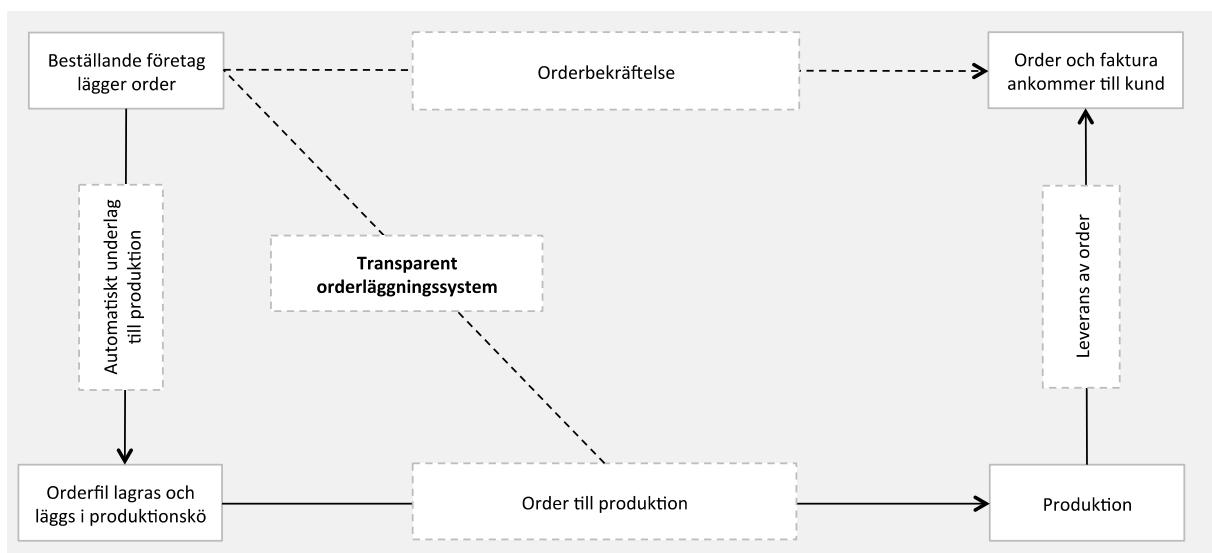 Beställande företag
lägger order
Orderbekräftelse
Order och faktura
ankommer till kund
Automatiskt underlag
till produktion
Transparent
orderläggningssystem
Leverans av order
Orderfil lagras och
läggs i produktionskö
Order till produktion
Produktion